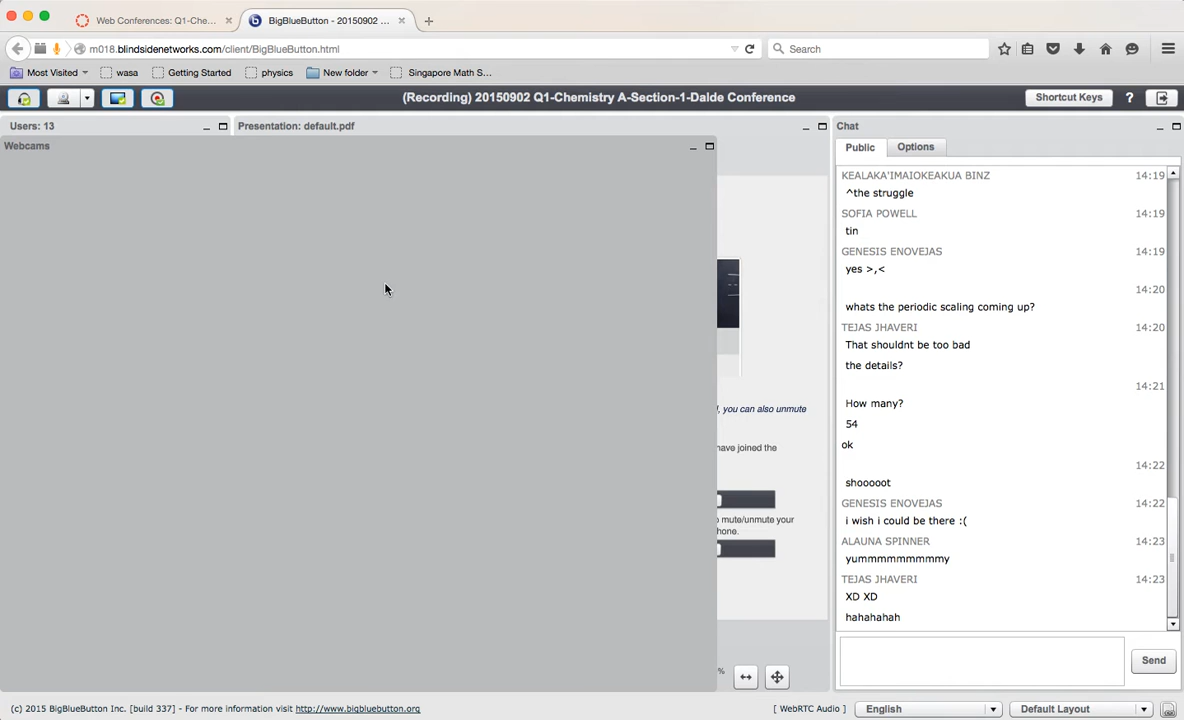 Web Conferences: Q1-Che...
BigBlueButton - 20150902 ...
m018.blindsidenetworks.com/client/BigBlueButton.html
Search
Most Visited
wasa
Getting Started
physics
New folder
Singapore Math S...
(Recording) 20150902 Q1-Chemistry A-Section-1-Dalde Conference
Shortcut Keys
?
Users: 13
Presentation: default.pdf
Chat
Webcams
Public
Options
KEALAKA'IMAIOKEAKUA BINZ 14:19
^the struggle
SOFIA POWELL 14:19
tin
GENESIS ENOVEJAS 14:19
yes >,<
14:20
whats the periodic scaling coming up?
TEJAS JHAVERI 14:20
That shouldnt be too bad
the details?
14:21
How many?
54
ok
14:22
shooooot
GENESIS ENOVEJAS 14:22
i wish i could be there :(
ALAUNA SPINNER 14:23
yummmmmmmmmy
TEJAS JHAVERI 14:23
XD XD
hahahahah
, you can also unmute
have joined the
mute/unmute your
hone.
%
Send
(c) 2015 BigBlueButton Inc. [build 337] - For more information visit http://www.bigbluebutton.org
[ WebRTC Audio ]
English
Default Layout